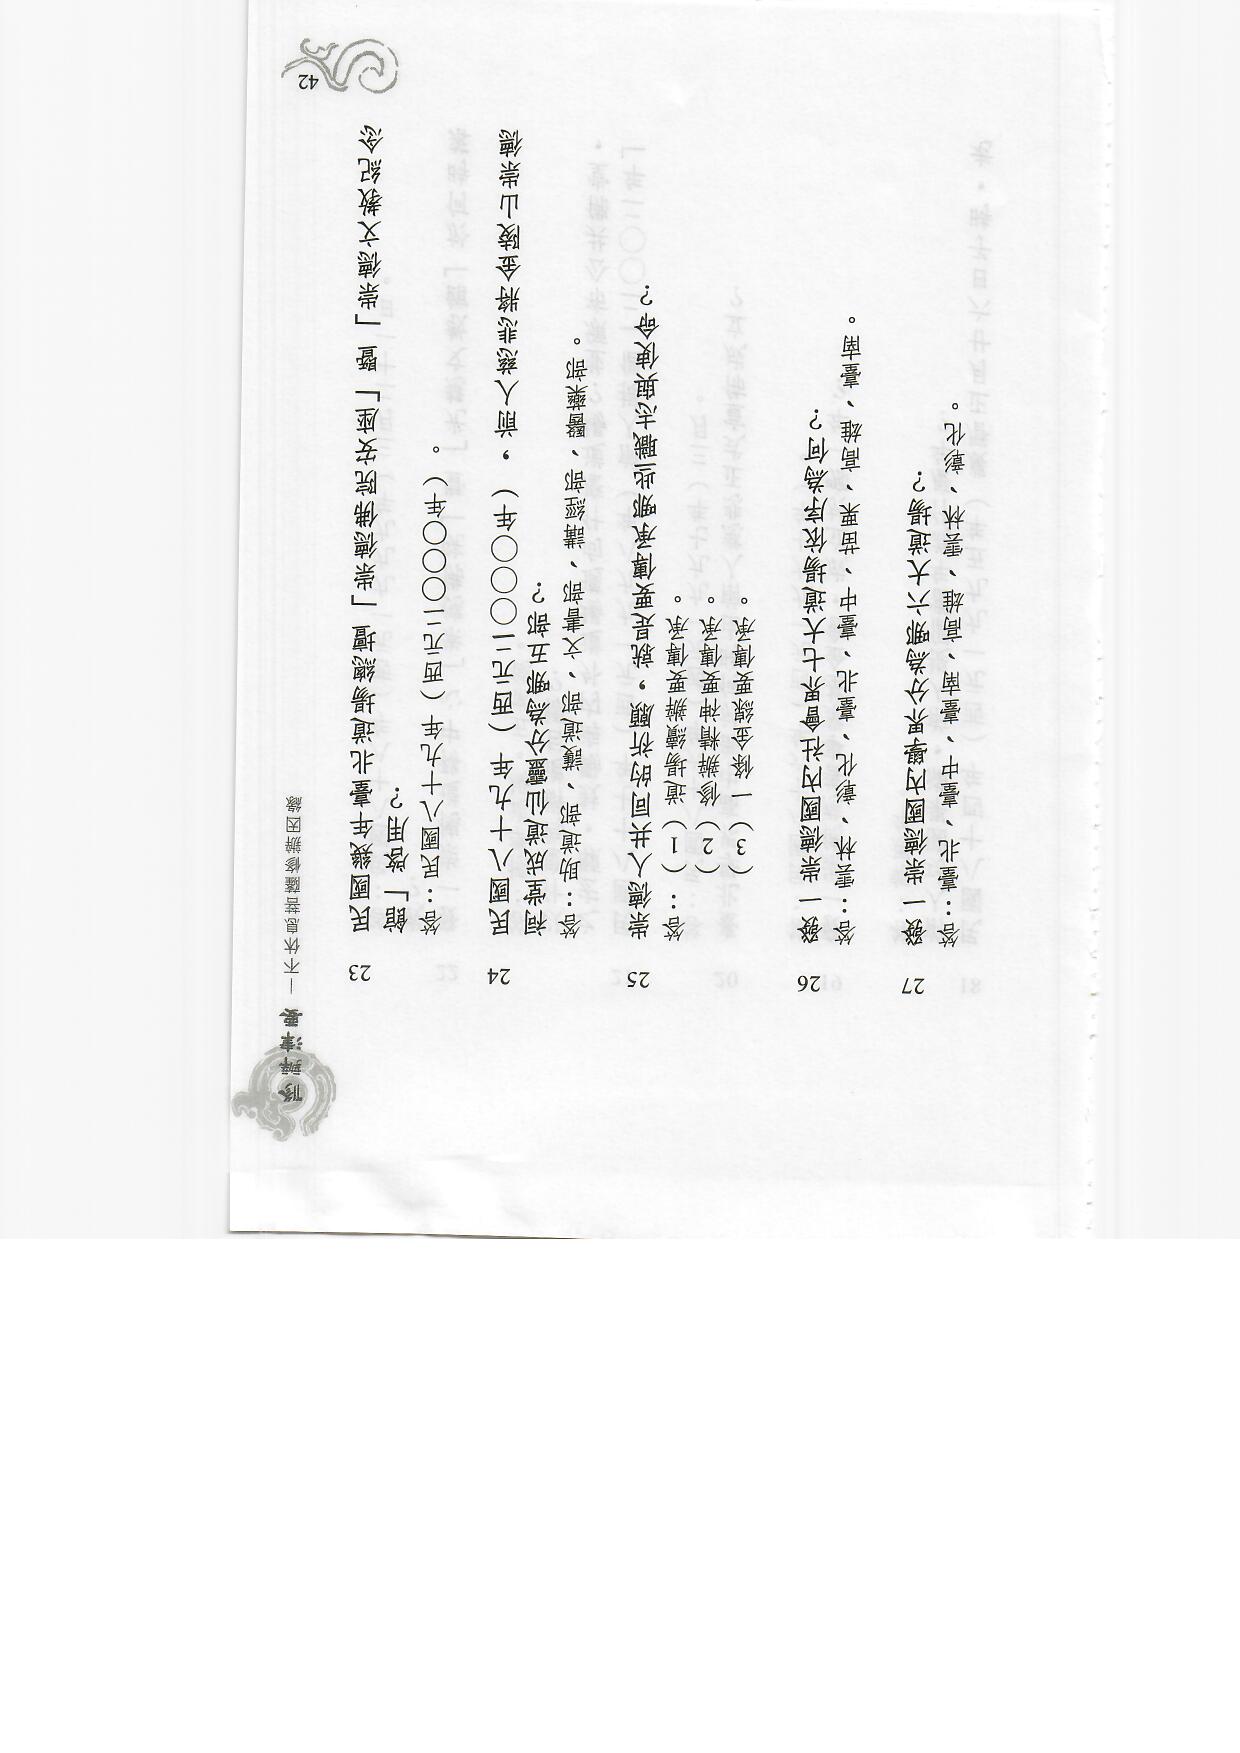 修辦津要
—不休息菩薩修辦因緣
23
民國幾年臺北道場總壇「崇德佛院安座」暨「崇德文教紀念
館」啓用？
答：民國八十九年（西元二〇〇〇年）。
24
民國八十九年（西元二〇〇〇年），前人慈悲將金陵山崇德
祠堂成道仙靈分為哪五部？
答：助道部、護道部、文書部、講經部、醫藥部。
25
崇德人共同的祈願，就是要傳承哪些職志與使命？
答：（1）道場續辦要傳承。
（2）修辦精神要傳承。
（3）一條金線要傳承。
26
發一崇德國內社會界七大道場依序為何？
答：雲林、彰化、臺北、臺中、苗栗、高雄、臺南。
27
發一崇德國內學界分為哪六大道場？
答：臺北、臺中、臺南、高雄、雲林、彰化。
42